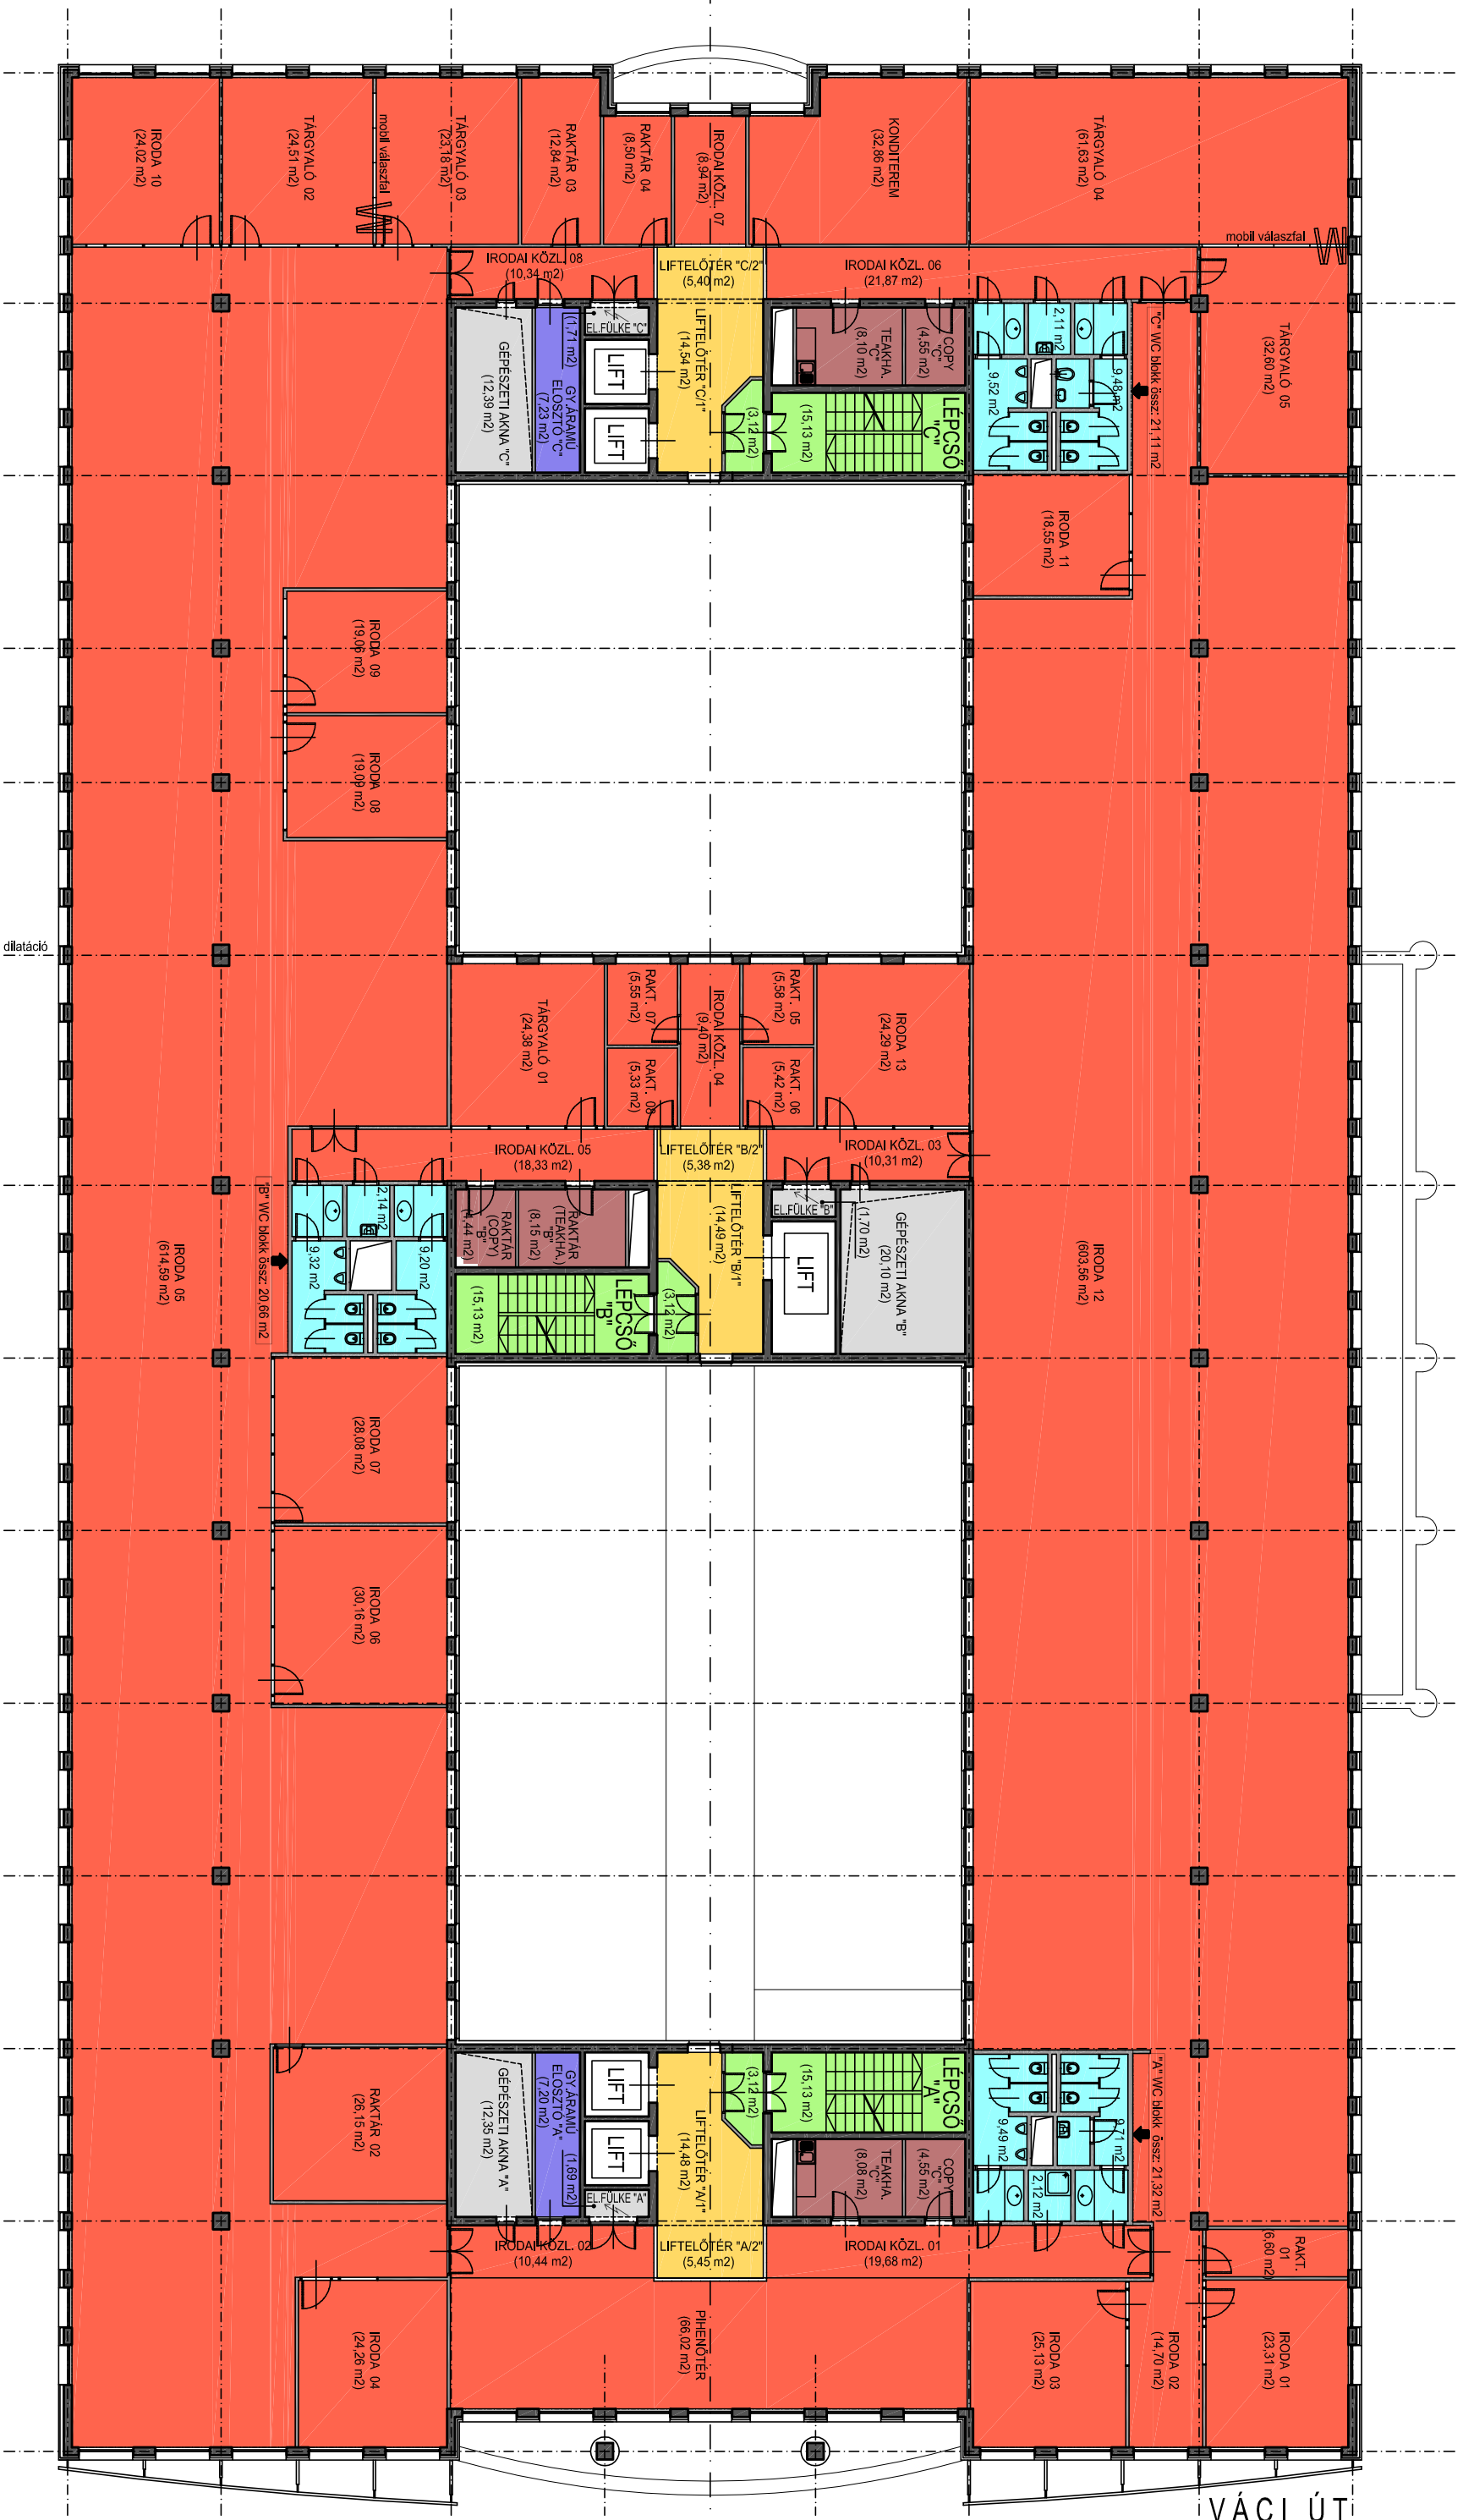 IRODA 10
(24,02 m2)
TÁRGYALÓ 02
(24,51 m2)
mobil válaszfal
TÁRGYALÓ 03
(23,18 m2)
RAKTÁR 03
(12,84 m2)
RAKTÁR 04
(8,50 m2)
IRODAI KÖZL. 07
(8,94 m2)
KONDITEREM
(32,86 m2)
TÁRGYALÓ 04
(61,63 m2)
mobil válaszfal
IRODAI KÖZL. 08
(10,34 m2)
LIFTELŐTÉR "C/2"
(5,40 m2)
IRODAI KÖZL. 06
(21,87 m2)
GÉPÉSZETI AKNA "C"
(12,39 m2)
(1,71 m2)
GY.ÁRAMÚ
ELOSZTÓ "C"
(7,23 m2)
EL.FÜLKE "C"
LIFT
LIFT
LIFTELŐTÉR "C/1"
(14,54 m2)
(3,12 m2)
TEAKHA.
"C"
(8,10 m2)
COPY
"C"
(4,55 m2)
LÉPCSŐ
"C"
(15,13 m2)
2,11 m2
9,52 m2
9,48 m2
"C" WC blokk össz: 21,11 m2
TÁRGYALÓ 05
(32,60 m2)
IRODA 11
(18,55 m2)
IRODA 09
(19,06 m2)
IRODA 08
(19,09 m2)
dilatáció
TÁRGYALÓ 01
(24,38 m2)
RAKT. 07
(5,55 m2)
RAKT. 08
(5,33 m2)
IRODAI KÖZL. 04
(9,40 m2)
RAKT. 05
(5,58 m2)
RAKT. 06
(5,42 m2)
IRODA 13
(24,29 m2)
IRODAI KÖZL. 05
(18,33 m2)
LIFTELŐTÉR "B/2"
(5,38 m2)
IRODAI KÖZL. 03
(10,31 m2)
IRODA 05
(614,59 m2)
"B" WC blokk össz: 20,66 m2
2,14 m2
9,32 m2
9,20 m2
RAKTÁR
(COPY)
"B"
(4,44 m2)
RAKTÁR
(TEAKHA.)
"B"
(8,15 m2)
LÉPCSŐ
"B"
(15,13 m2)
(3,12 m2)
LIFTELŐTÉR "B/1"
(14,49 m2)
EL.FÜLKE "B"
(1,70 m2)
LIFT
GÉPÉSZETI AKNA "B"
(20,10 m2)
IRODA 12
(603,56 m2)
IRODA 07
(28,08 m2)
IRODA 06
(30,16 m2)
RAKTÁR 02
(26,15 m2)
GÉPÉSZETI AKNA "A"
(12,35 m2)
GY.ÁRAMÚ
ELOSZTÓ "A"
(7,20 m2)
(1,69 m2)
LIFT
LIFT
EL.FÜLKE "A"
LIFTELŐTÉR "A/1"
(14,48 m2)
(3,12 m2)
LÉPCSŐ
"A"
(15,13 m2)
TEAKHA.
"C"
(8,08 m2)
COPY
"C"
(4,55 m2)
9,49 m2
9,71 m2
2,12 m2
"A" WC blokk össz: 21,32 m2
IRODAI KÖZL. 02
(10,44 m2)
LIFTELŐTÉR "A/2"
(5,45 m2)
IRODAI KÖZL. 01
(19,68 m2)
RAKT.
01
(6,60 m2)
IRODA 04
(24,26 m2)
PIHENŐTÉR
(66,02 m2)
IRODA 03
(25,13 m2)
IRODA 02
(14,70 m2)
IRODA 01
(23,31 m2)
VÁCI ÚT